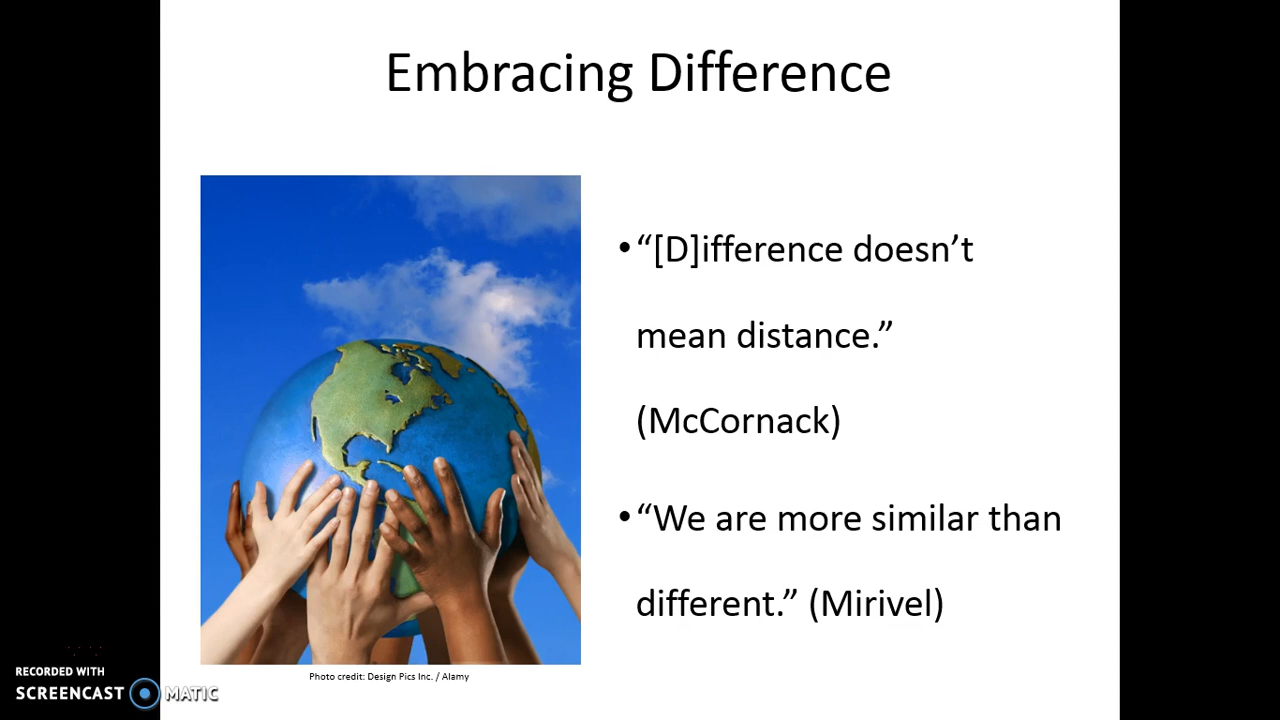 Embracing Difference
• “[D]ifference doesn’t
mean distance.”
(McCornack)
• “We are more similar than
different.” (Mirivel)
Photo credit: Design Pics Inc. / Alamy
RECORDED WITH
SCREENCAST MATIC